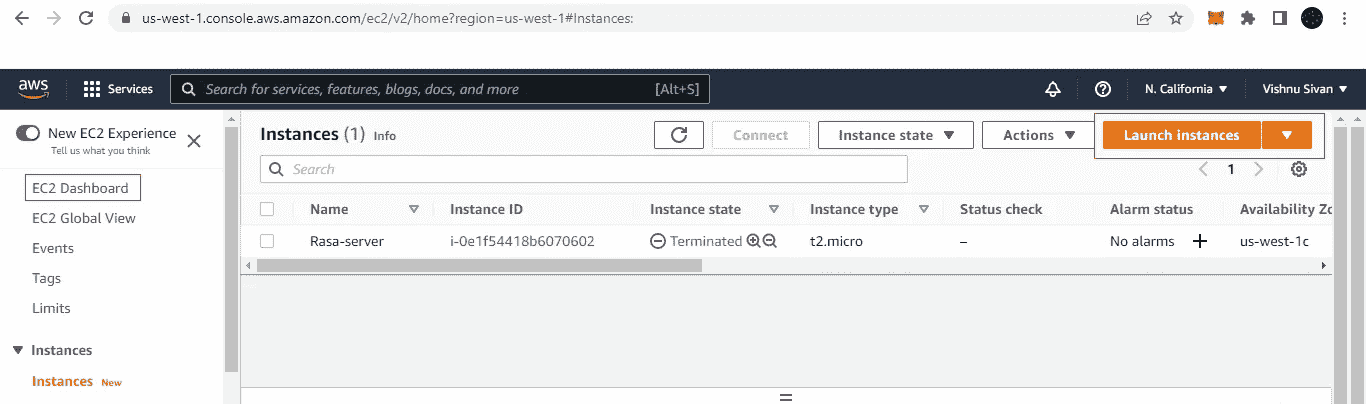 us-west-1.console.aws.amazon.com/ec2/v2/home?region=us-west-1#Instances:
aws Services Search for services, features, blogs, docs, and more [Alt+S] N. California Vishnu Sivan
New EC2 Experience
Tell us what you think
EC2 Dashboard
EC2 Global View
Events
Tags
Limits
Instances
Instances New
Instances (1) Info Connect Instance state Actions Launch instances
Search 1
Name Instance ID Instance state Instance type Status check Alarm status Availability Zo
Rasa-server i-0e1f54418b6070602 Terminated t2.micro – No alarms us-west-1c